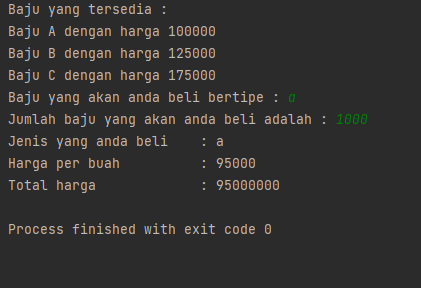 Baju yang tersedia :
Baju A dengan harga 100000
Baju B dengan harga 125000
Baju C dengan harga 175000
Baju yang akan anda beli bertipe : a
Jumlah baju yang akan anda beli adalah : 1000
Jenis yang anda beli    : a
Harga per buah          : 95000
Total harga             : 95000000
Process finished with exit code 0